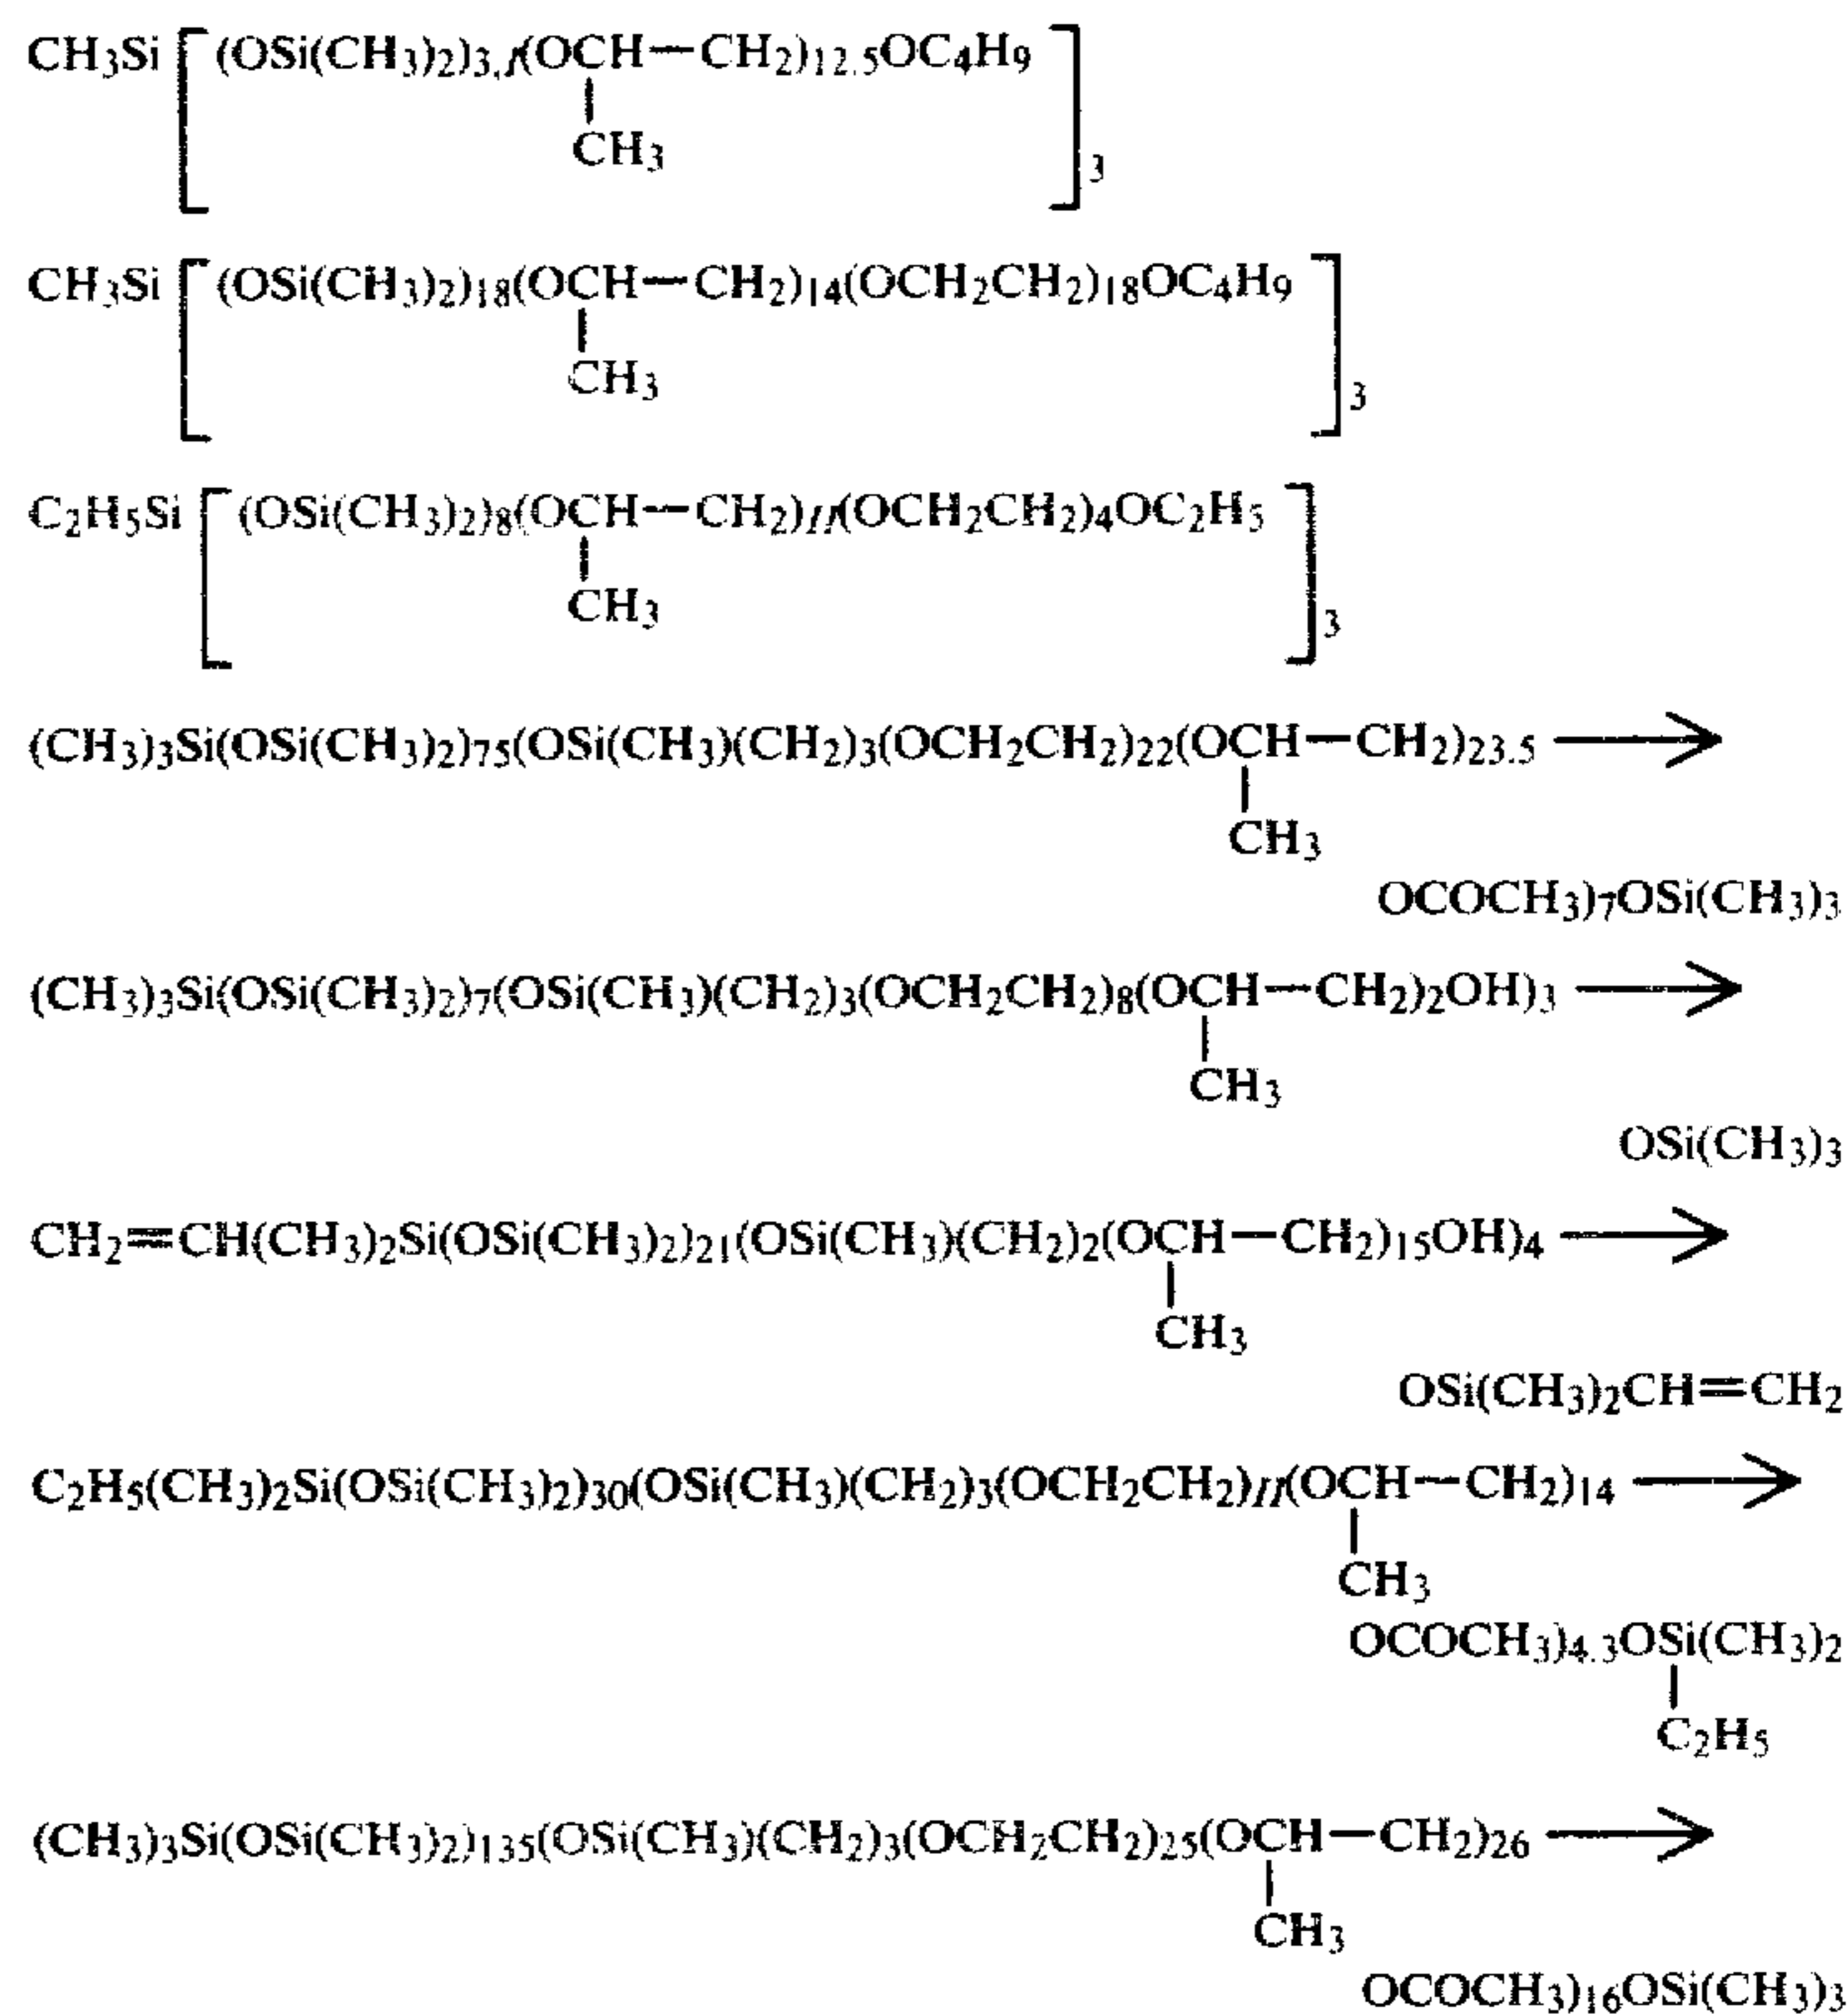 CH3Si[(OSi(CH3)2)3.1(OCH—CH2)12.5OC4H9
CH3
]3
CH3Si[(OSi(CH3)2)18(OCH—CH2)14(OCH2CH2)18OC4H9
CH3
]3
C2H5Si[(OSi(CH3)2)8(OCH—CH2)11(OCH2CH2)4OC2H5
CH3
]3
(CH3)3Si(OSi(CH3)2)75(OSi(CH3)(CH2)3(OCH2CH2)22(OCH—CH2)23.5 ⟶
CH3
OCOCH3)7OSi(CH3)3
(CH3)3Si(OSi(CH3)2)7(OSi(CH3)(CH2)3(OCH2CH2)8(OCH—CH2)2OH)3 ⟶
CH3
OSi(CH3)3
CH2=CH(CH3)2Si(OSi(CH3)2)21(OSi(CH3)(CH2)2(OCH—CH2)15OH)4 ⟶
CH3
OSi(CH3)2CH=CH2
C2H5(CH3)2Si(OSi(CH3)2)30(OSi(CH3)(CH2)3(OCH2CH2)11(OCH—CH2)14 ⟶
CH3
OCOCH3)4.3OSi(CH3)2
C2H5
(CH3)3Si(OSi(CH3)2)135(OSi(CH3)(CH2)3(OCH2CH2)25(OCH—CH2)26 ⟶
CH3
OCOCH3)16OSi(CH3)3